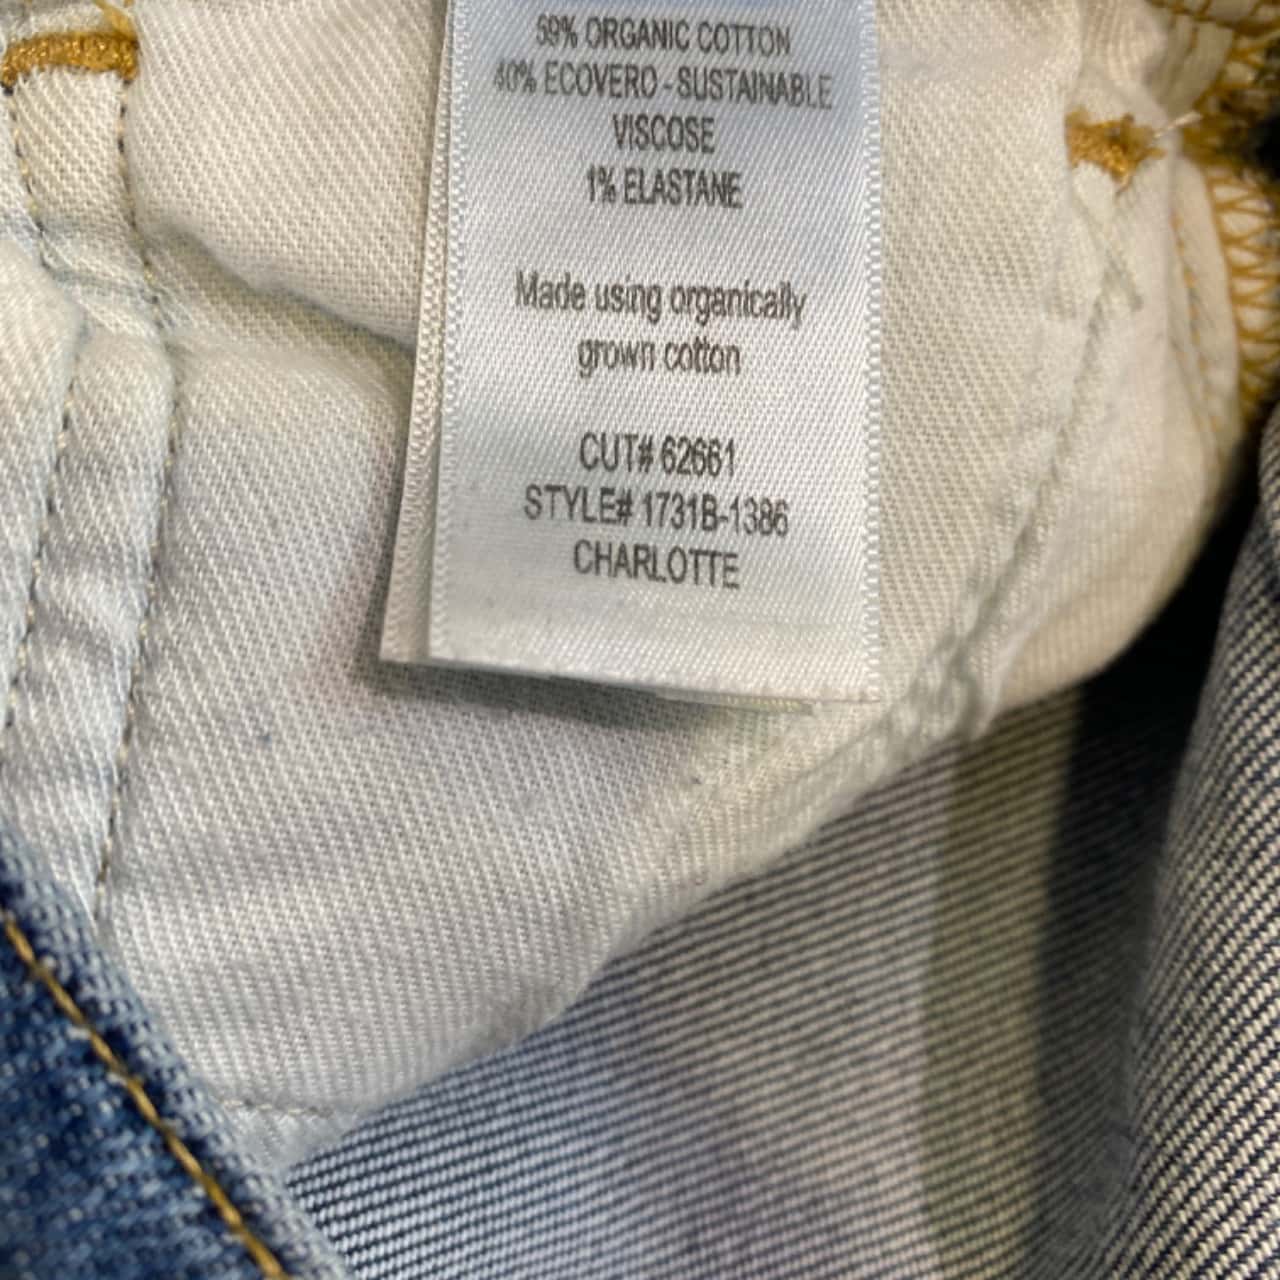 59% ORGANIC COTTON
40% ECOVERO - SUSTAINABLE
VISCOSE
1% ELASTANE
Made using organically
grown cotton
CUT# 62661
STYLE# 1731B-1386
CHARLOTTE